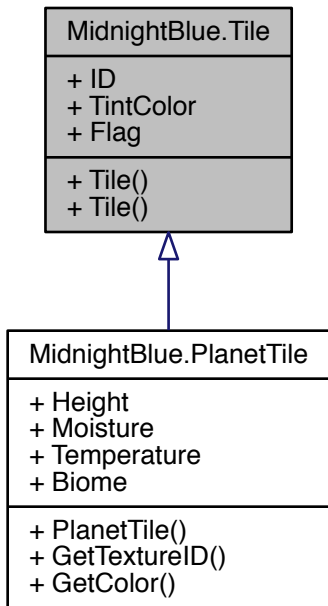 MidnightBlue.Tile
+ ID
+ TintColor
+ Flag
+ Tile()
+ Tile()
MidnightBlue.PlanetTile
+ Height
+ Moisture
+ Temperature
+ Biome
+ PlanetTile()
+ GetTextureID()
+ GetColor()